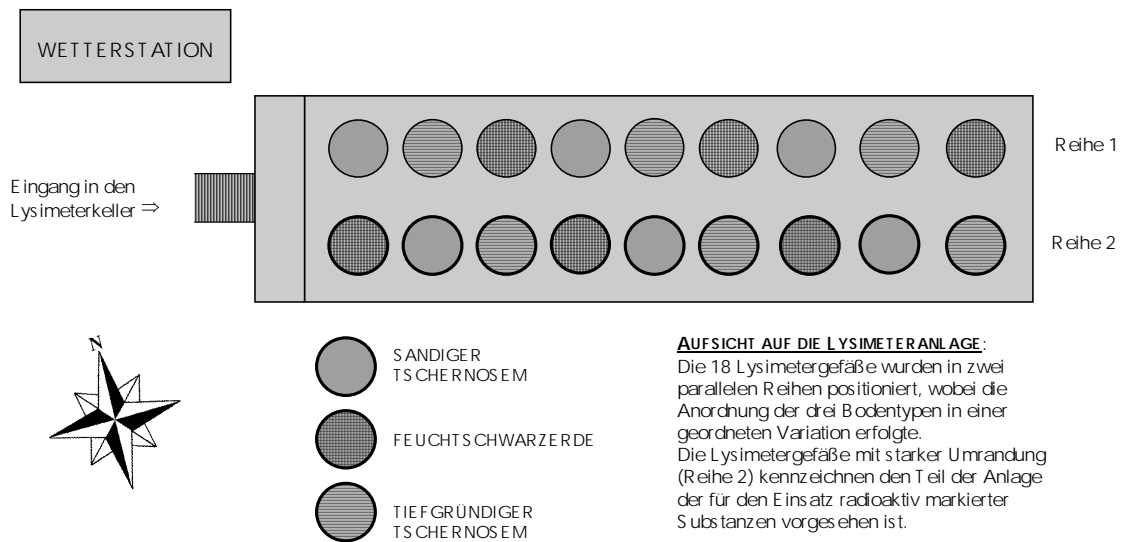 WETTERSTATION
Reihe 1
Eingang in den
Lysimeterkeller ⇒
Reihe 2
N
SANDIGER
TSCHERNOSEM
FEUCHTSCHWARZERDE
TIEFGRÜNDIGER
TSCHERNOSEM
AUFSICHT AUF DIE LYSIMETERANLAGE:
Die 18 Lysimetergefäße wurden in zwei
parallelen Reihen positioniert, wobei die
Anordnung der drei Bodentypen in einer
geordneten Variation erfolgte.
Die Lysimetergefäße mit starker Umrandung
(Reihe 2) kennzeichnen den Teil der Anlage
der für den Einsatz radioaktiv markierter
Substanzen vorgesehen ist.